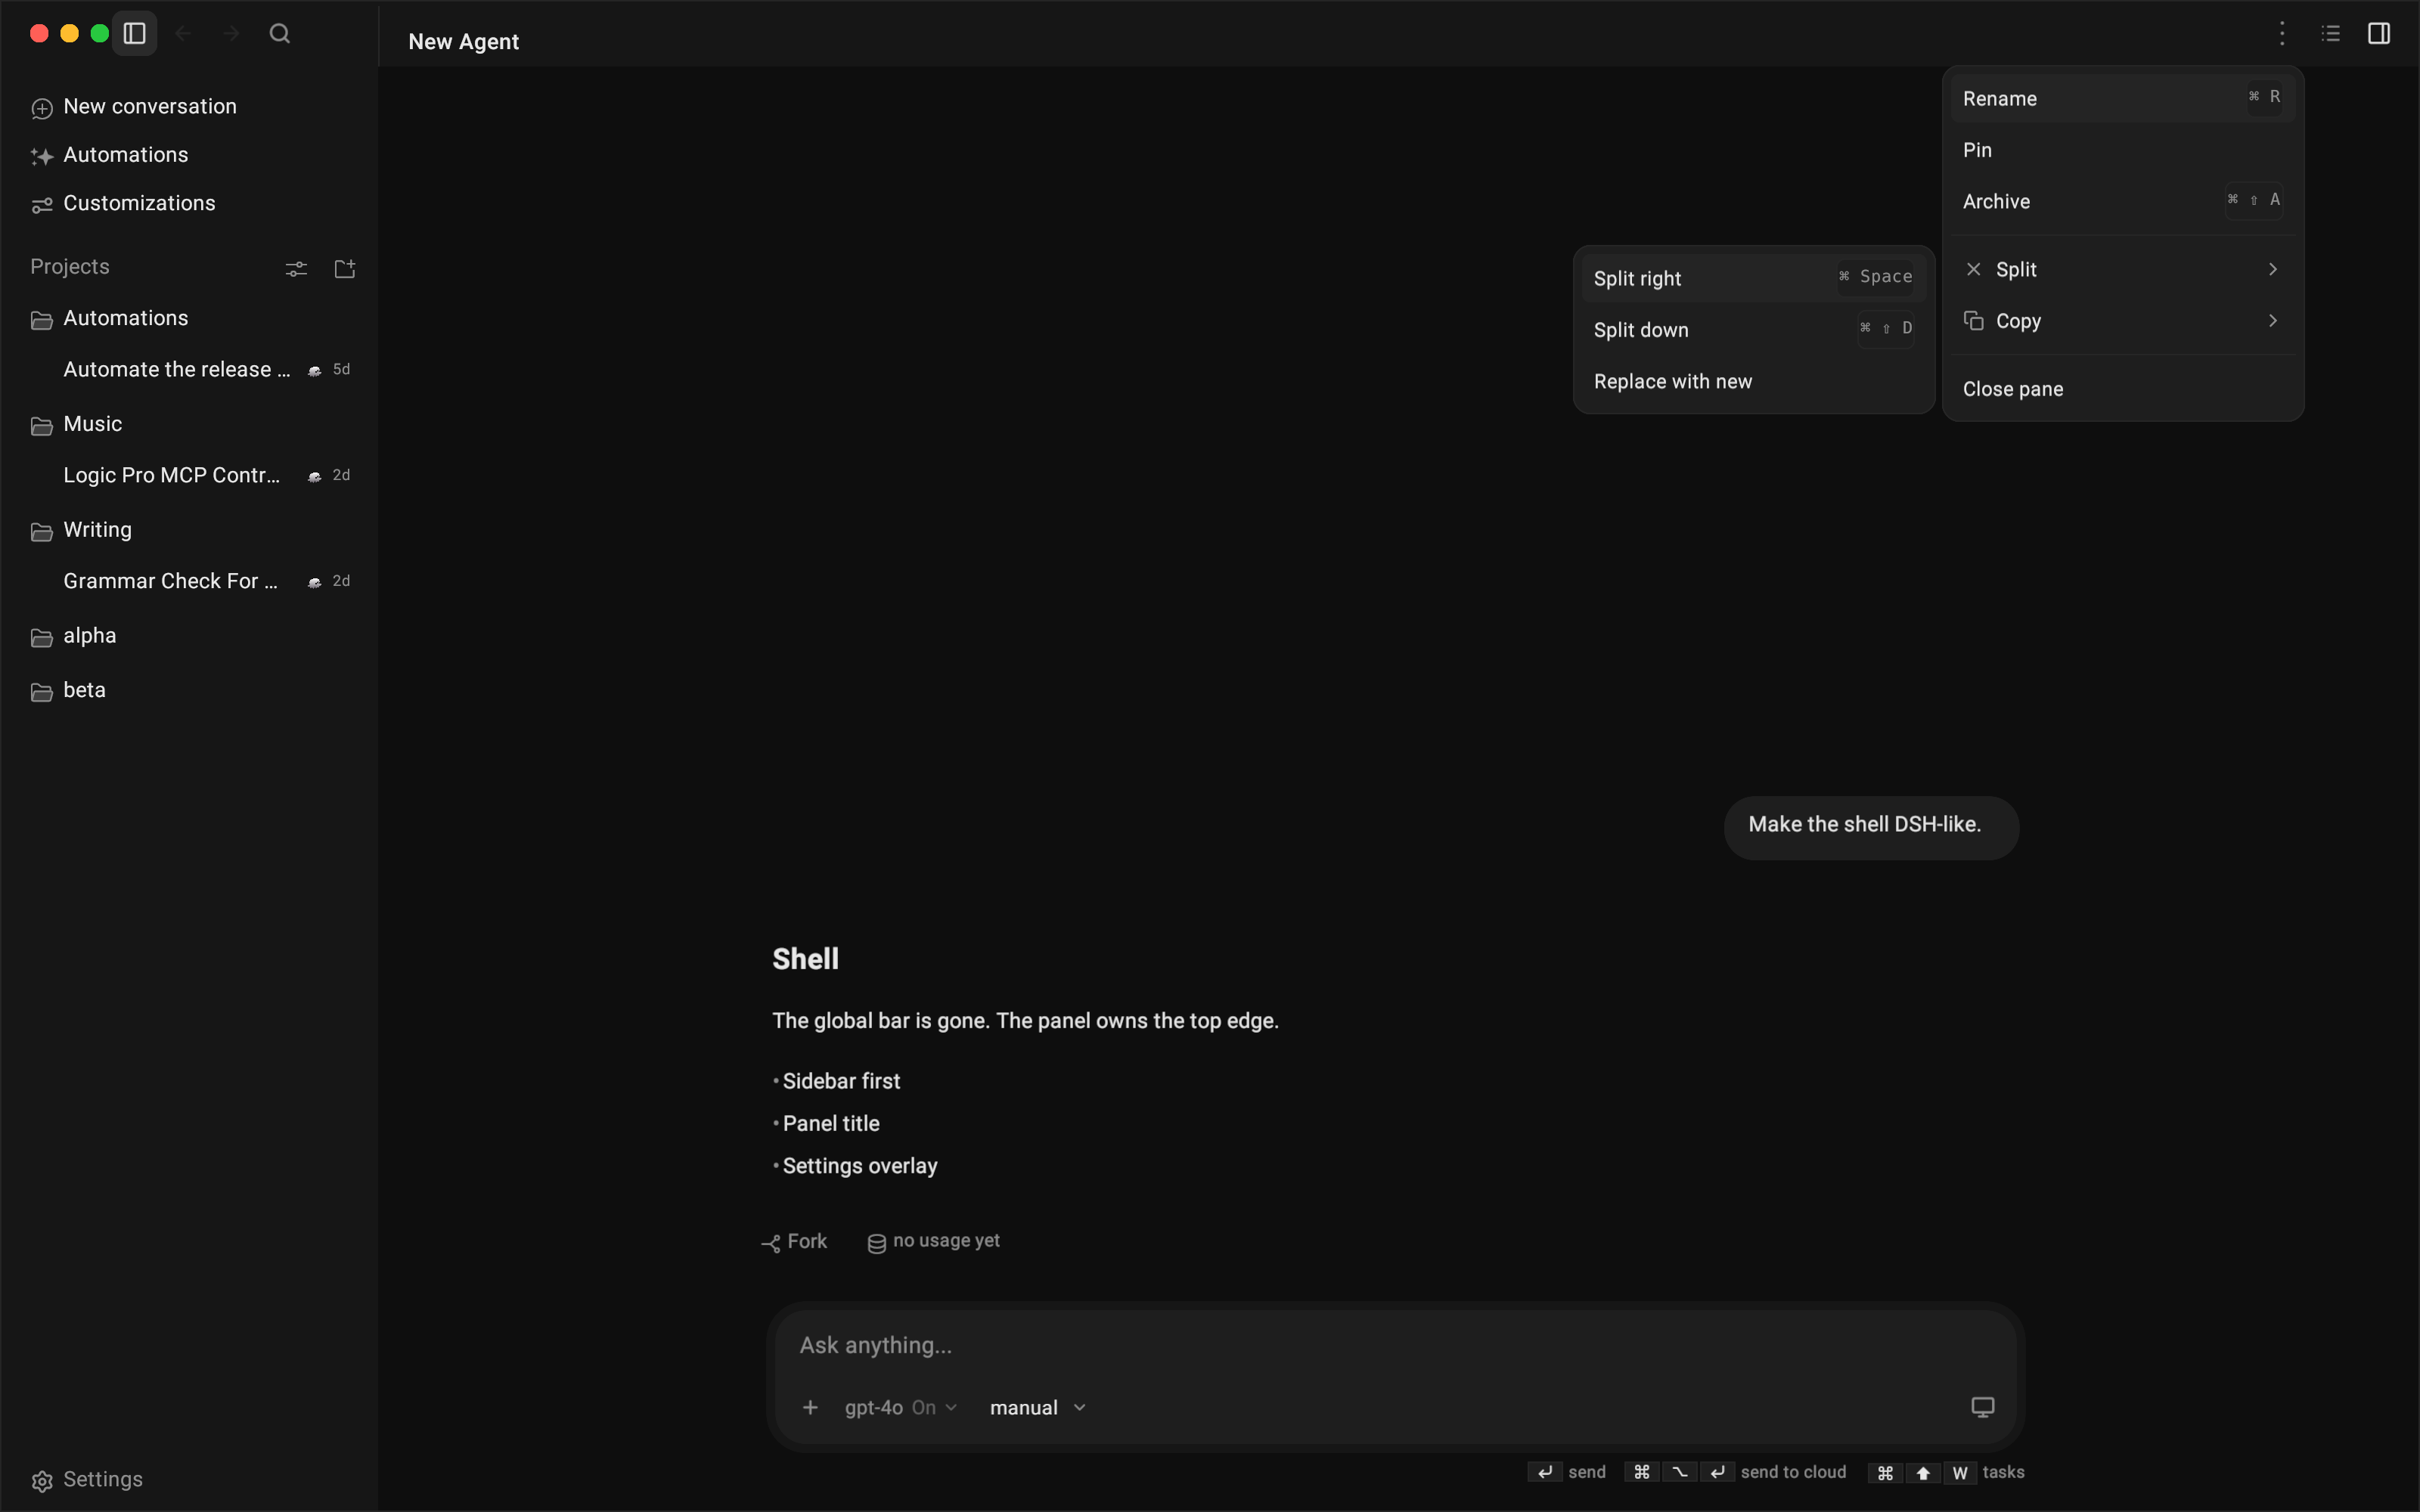 New Agent
New conversation
Automations
Customizations
Projects
Automations
Automate the release ... 5d
Music
Logic Pro MCP Contr... 2d
Writing
Grammar Check For ... 2d
alpha
beta
Settings
Rename ⌘ R
Pin
Archive ⌘ ⇧ A
Split
Copy
Close pane
Split right ⌘ Space
Split down ⌘ ⇧ D
Replace with new
Make the shell DSH-like.
Shell
The global bar is gone. The panel owns the top edge.
• Sidebar first
• Panel title
• Settings overlay
Fork no usage yet
Ask anything...
+ gpt-4o On manual
↵ send ⌘ ⌥ ↵ send to cloud ⌘ ⬆ W tasks